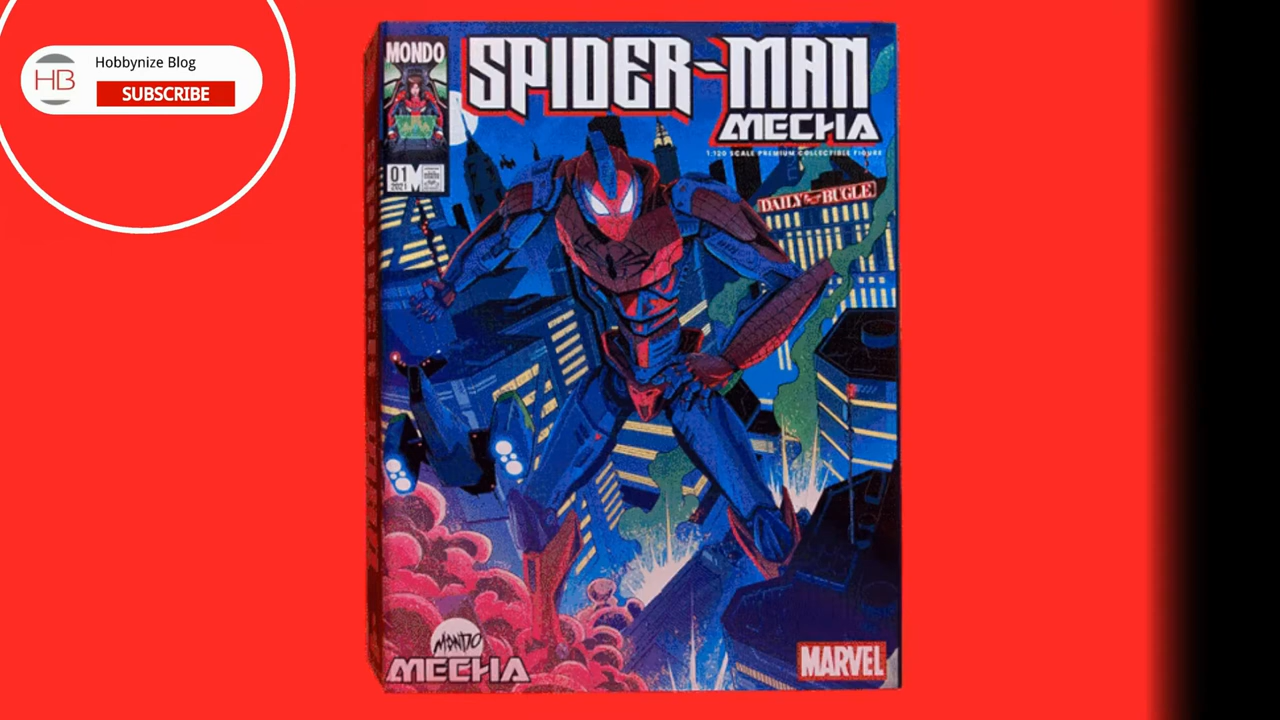 Hobbynize Blog
HB
SUBSCRIBE
MONDO
SPIDER-MAN
MECHA
1:120 SCALE PREMIUM COLLECTIBLE FIGURE
01
2021
DAILY BUGLE
MONDO
MECHA
MARVEL